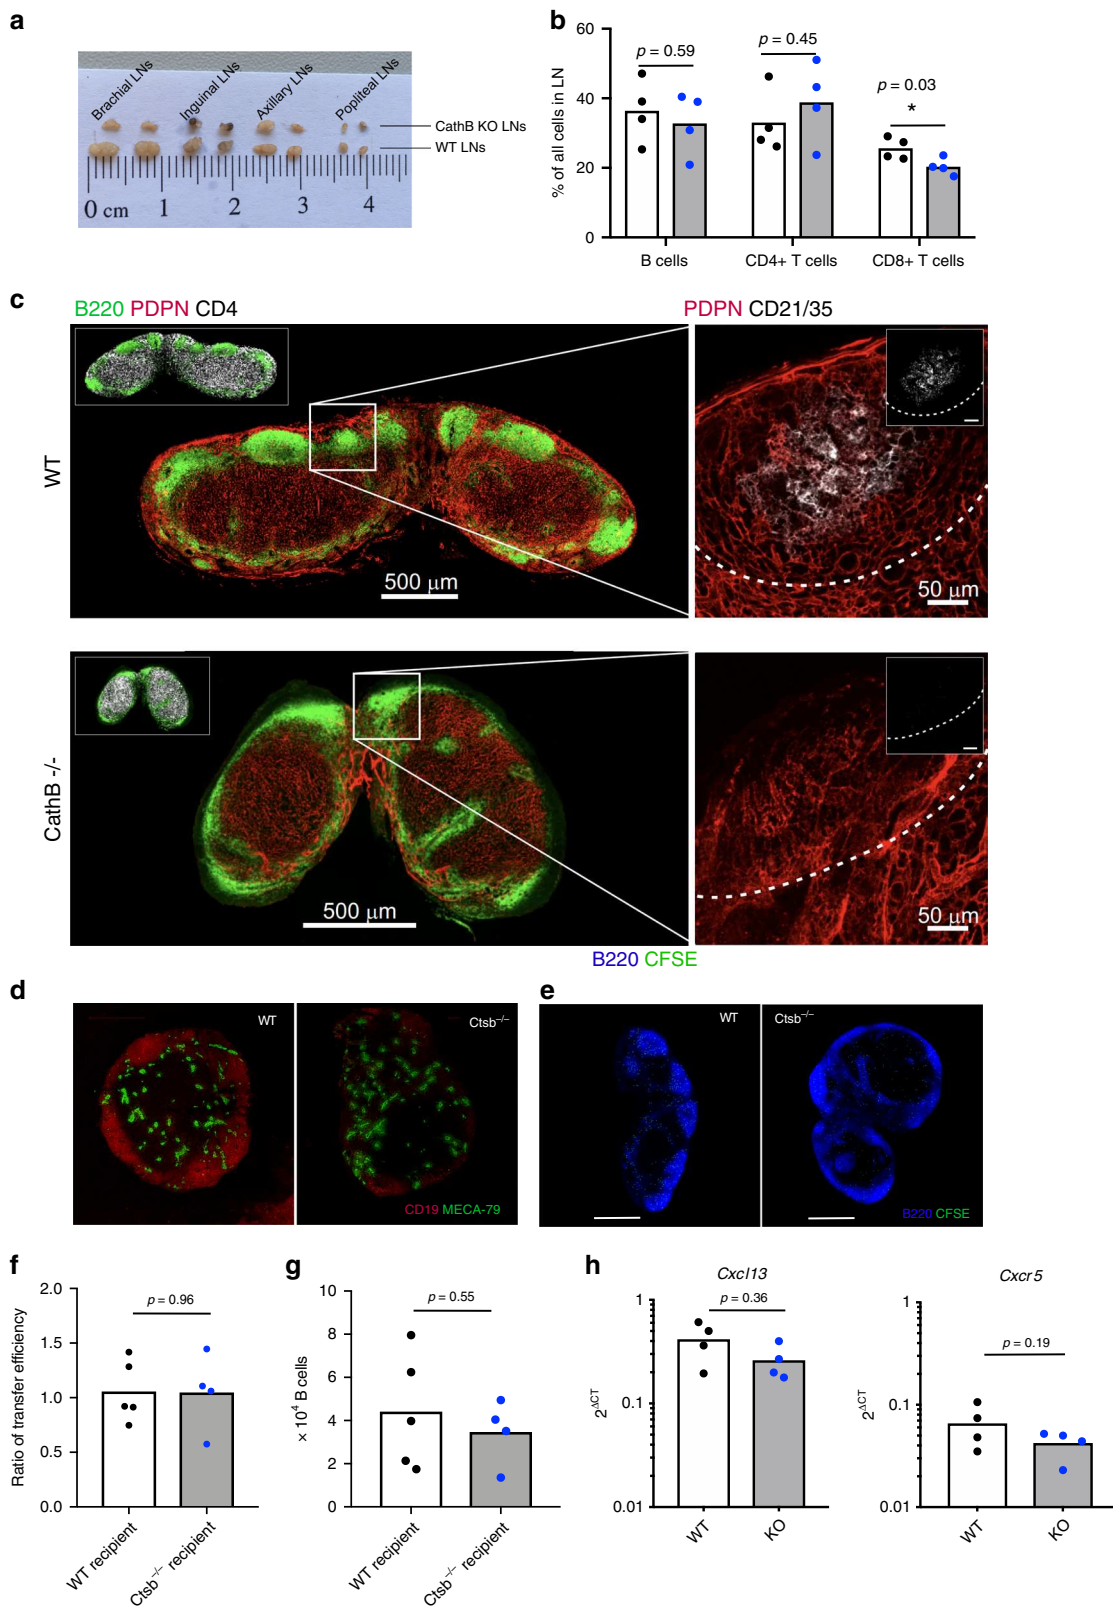 a
Brachial LNs
Inguinal LNs
Axillary LNs
Popliteal LNs
CathB KO LNs
WT LNs
0 cm 1 2 3 4
b
% of all cells in LN
60
40
20
0
p = 0.59
p = 0.45
p = 0.03
*
B cells
CD4+ T cells
CD8+ T cells
c
B220 PDPN CD4
PDPN CD21/35
WT
500 μm
50 μm
CathB -/-
500 μm
50 μm
B220 CFSE
d
WT
Ctsb–/–
CD19 MECA-79
e
WT
Ctsb–/–
B220 CFSE
f
Ratio of transfer efficiency
2.0
1.5
1.0
0.5
0.0
p = 0.96
WT recipient
Ctsb–/– recipient
g
× 10⁴ B cells
10
8
6
4
2
0
p = 0.55
WT recipient
Ctsb–/– recipient
h
Cxcl13
p = 0.36
2^ΔCT
1
0.1
0.01
WT
KO
Cxcr5
p = 0.19
2^ΔCT
1
0.1
0.01
WT
KO